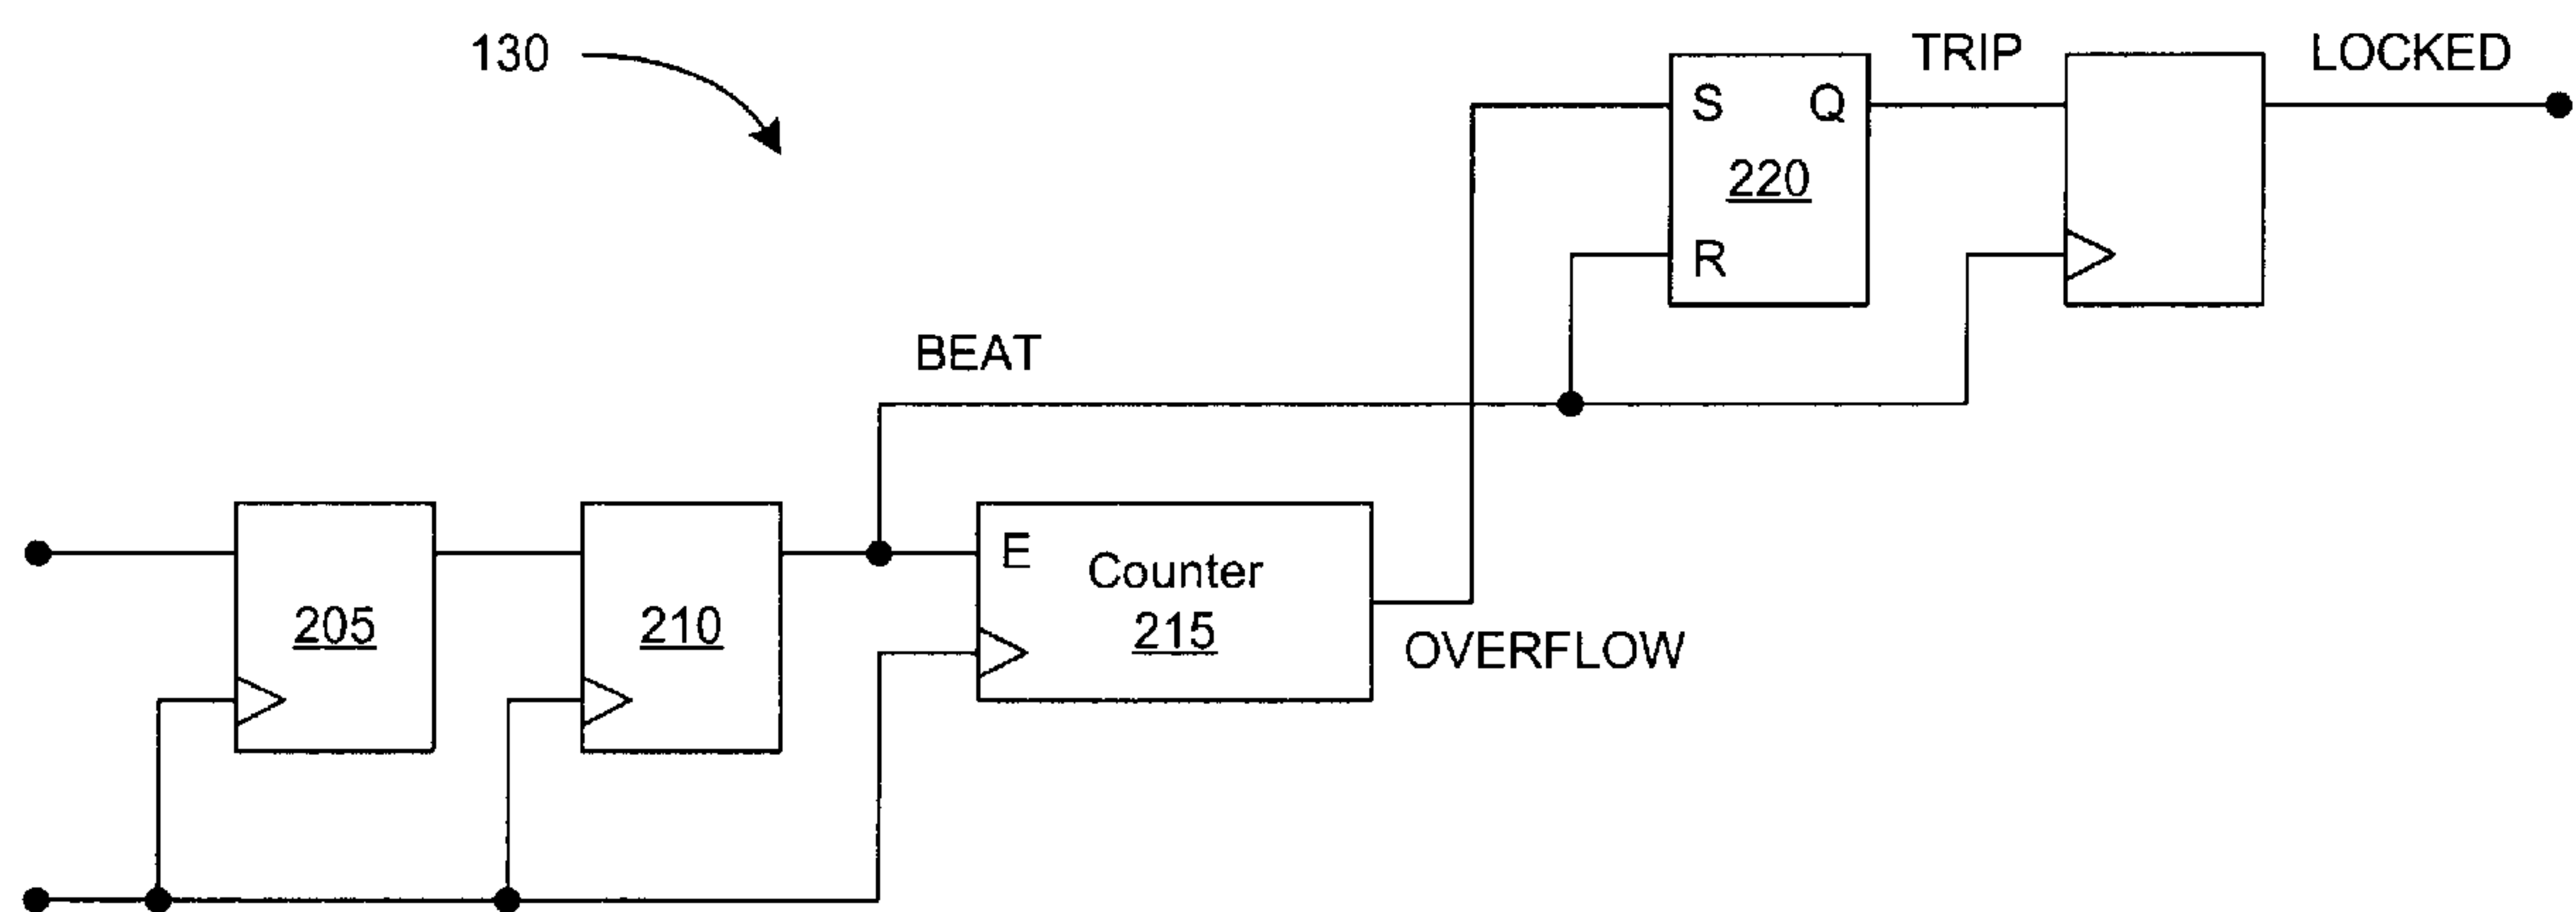 130
S Q
220
R
TRIP
LOCKED
BEAT
205
210
E
Counter
215
OVERFLOW